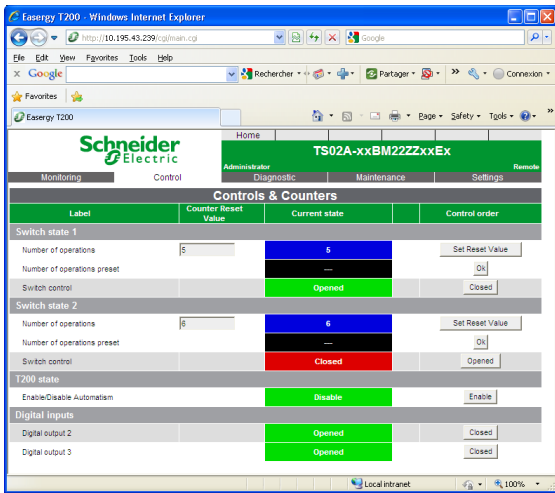 Easergy T200 - Windows Internet Explorer
http://10.195.43.239/cgi/main.cgi
Google
File Edit View Favorites Tools Help
x Google Rechercher Partager » Connexion
Favorites
Easergy T200 Page Safety Tools »
Home
Schneider Electric
TS02A-xxBM22ZZxxEx
Administrator Remote
Monitoring Control Diagnostic Maintenance Settings
Controls & Counters
Label Counter Reset Value Current state Control order
Switch state 1
Number of operations 5 5 Set Reset Value
Number of operations preset --- Ok
Switch control Opened Closed
Switch state 2
Number of operations 6 6 Set Reset Value
Number of operations preset --- Ok
Switch control Closed Opened
T200 state
Enable/Disable Automatism Disable Enable
Digital inputs
Digital output 2 Opened Closed
Digital output 3 Opened Closed
Local intranet 100%